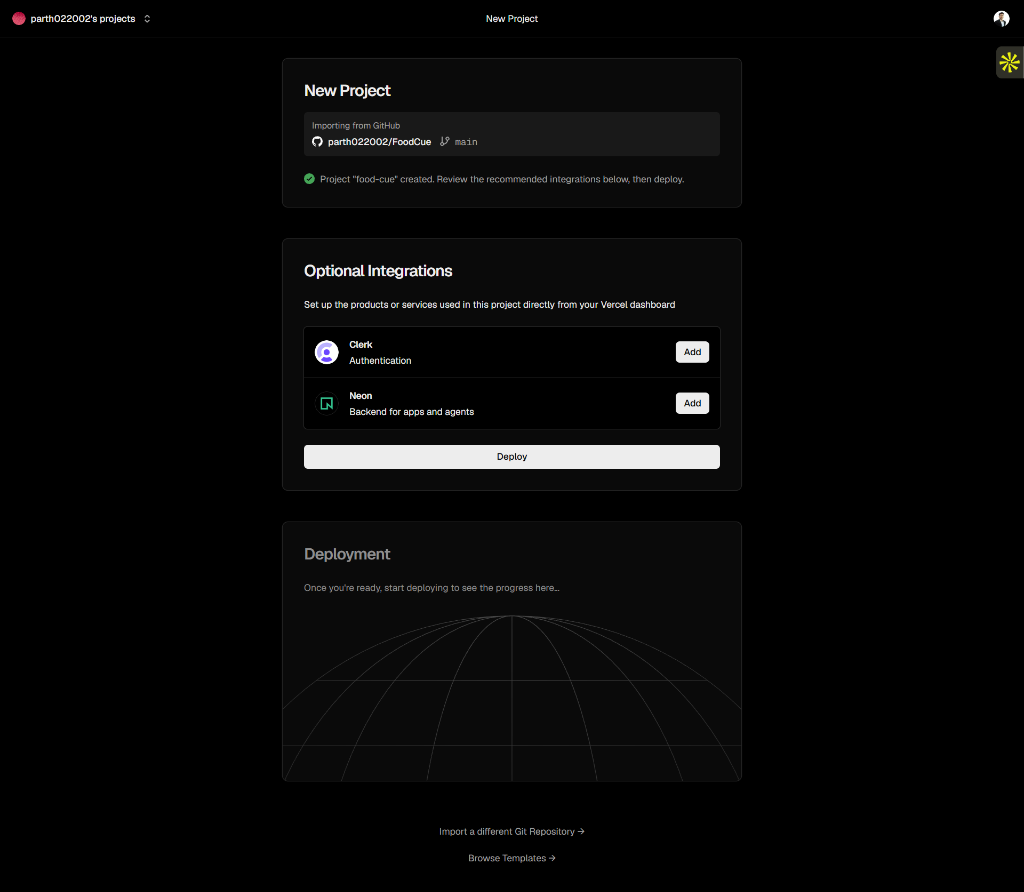 parth022002's projects
New Project
New Project
Importing from GitHub
parth022002/FoodCue main
Project "food-cue" created. Review the recommended integrations below, then deploy.
Optional Integrations
Set up the products or services used in this project directly from your Vercel dashboard
Clerk
Authentication
Add
Neon
Backend for apps and agents
Add
Deploy
Deployment
Once you're ready, start deploying to see the progress here...
Import a different Git Repository →
Browse Templates →